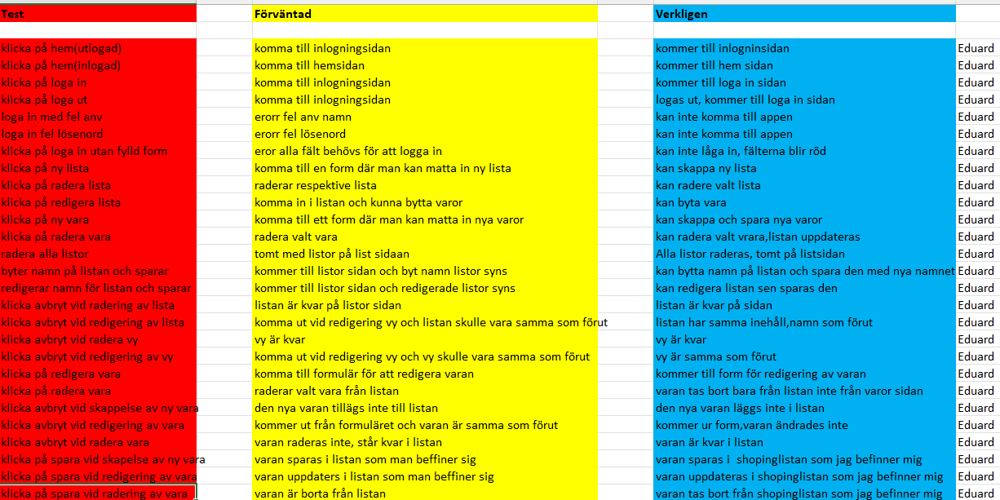 Test Förväntad Verkligen
klicka på hem(utlogad) komma till inlogningsidan kommer till inlogninsidan Eduard
klicka på hem(inlogad) komma till hemsidan kommer till hem sidan Eduard
klicka på loga in komma till inlogningsidan kommer till loga in sidan Eduard
klicka på loga ut komma till inlogningsidan logas ut, kommer till loga in sidan Eduard
loga in med fel anv erorr fel anv namn kan inte komma till appen Eduard
loga in fel lösenord erorr fel lösenord kan inte komma till appen Eduard
klicka på loga in utan fylld form eror alla fält behövs för att logga in kan inte låga in, fälterna blir röd Eduard
klicka på ny lista komma till en form där man kan matta in ny lista kan skappa ny lista Eduard
klicka på radera lista raderar respektive lista kan radere valt lista Eduard
klicka på redigera lista komma in i listan och kunna bytta varor kan byta vara Eduard
klicka på ny vara komma till ett form där man kan matta in nya varor kan skappa och spara nya varor Eduard
klicka på radera vara radera valt vara kan radera valt vrara,listan uppdateras Eduard
radera alla listor tomt med listor på list sidaan Alla listor raderas, tomt på listsidan Eduard
byter namn på listan och sparar kommer till listor sidan och byt namn listor syns kan bytta namn på listan och spara den med nya namnet Eduard
redigerar namn för listan och sparar kommer till listor sidan och redigerade listor syns kan redigera listan sen sparas den Eduard
klicka avbryt vid radering av lista listan är kvar på listor sidan listan är kvar på sidan Eduard
klicka avbryt vid redigering av lista komma ut vid redigering vy och listan skulle vara samma som förut listan har samma inehåll,namn som förut Eduard
klicka avbryt vid radera vy vy är kvar vy är kvar Eduard
klicka avbryt vid redigering av vy komma ut vid redigering vy och vy skulle vara samma som förut vy är samma som förut Eduard
klicka på redigera vara komma till formulär för att redigera varan kommer till form för redigering av varan Eduard
klicka på radera vara raderar valt vara från listan varan tas bort bara från listan inte från varor sidan Eduard
klicka avbryt vid skappelse av ny vara den nya varan tillägs inte till listan den nya varan läggs inte i listan Eduard
klicka avbryt vid redigering av vara kommer ut från formuläret och varan är samma som förut kommer ur form,varan ändrades inte Eduard
klicka avbryt vid radera vara varan raderas inte, står kvar i listan varan är kvar i listan Eduard
klicka på spara vid skapelse av ny vara varan sparas i listan som man beffiner sig varan sparas i shopinglistan som jag befinner mig Eduard
klicka på spara vid redigering av vara varan uppdaters i listan som man beffiner sig varan uppdateras i shopinglistan som jag befinner mig Eduard
klicka på spara vid radering av vara varan är borta från listan varan tas bort från shopinglistan som jag befinner mig Eduard